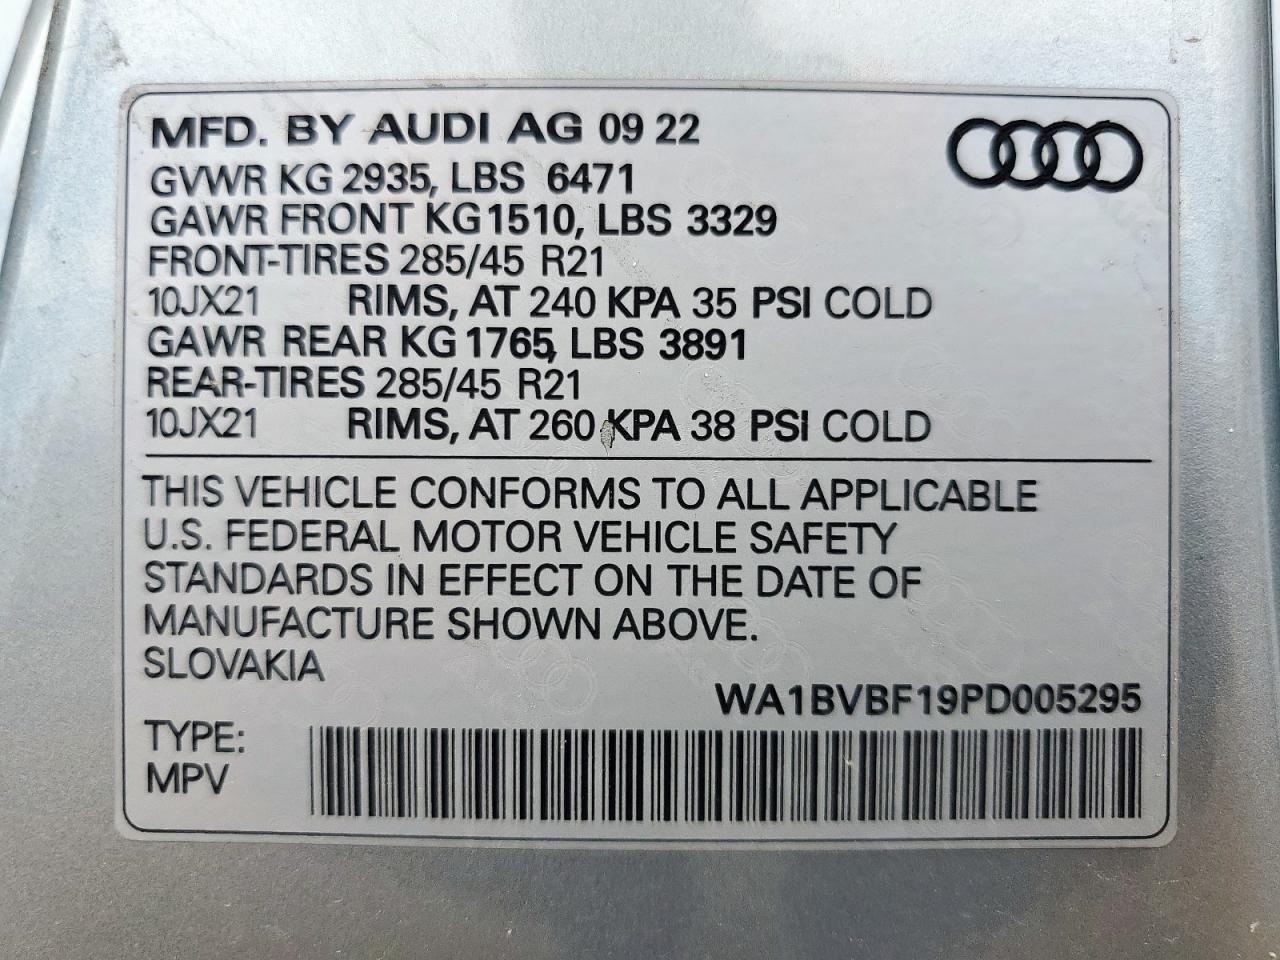 MFD. BY AUDI AG 09 22
GVWR KG 2935, LBS 6471
GAWR FRONT KG 1510, LBS 3329
FRONT-TIRES 285/45 R21
10JX21 RIMS, AT 240 KPA 35 PSI COLD
GAWR REAR KG 1765, LBS 3891
REAR-TIRES 285/45 R21
10JX21 RIMS, AT 260 KPA 38 PSI COLD
THIS VEHICLE CONFORMS TO ALL APPLICABLE
U.S. FEDERAL MOTOR VEHICLE SAFETY
STANDARDS IN EFFECT ON THE DATE OF
MANUFACTURE SHOWN ABOVE.
SLOVAKIA
WA1BVBF19PD005295
TYPE:
MPV